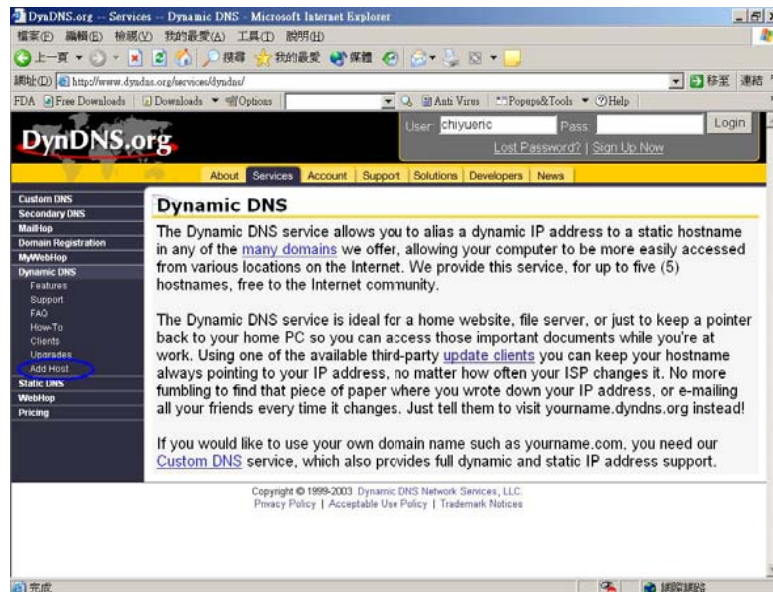 DynDNS.org -- Services -- Dynamic DNS - Microsoft Internet Explorer
檔案(F) 編輯(E) 檢視(V) 我的最愛(A) 工具(T) 說明(H)
上一頁 搜尋 我的最愛 媒體
網址(D) http://www.dyndns.org/services/dyndns/ 移至 連結
FDA Free Downloads Downloads Options Anti Virus Popups&Tools Help
DynDNS.org
User: chiyueric Pass: Login
Lost Password? | Sign Up Now
About Services Account Support Solutions Developers News
Custom DNS
Secondary DNS
MailHop
Domain Registration
MyWebHop
Dynamic DNS
Features
Support
FAQ
How-To
Clients
Upgrades
Add Host
Static DNS
WebHop
Pricing
Dynamic DNS
The Dynamic DNS service allows you to alias a dynamic IP address to a static hostname
in any of the many domains we offer, allowing your computer to be more easily accessed
from various locations on the Internet. We provide this service, for up to five (5)
hostnames, free to the Internet community.
The Dynamic DNS service is ideal for a home website, file server, or just to keep a pointer
back to your home PC so you can access those important documents while you're at
work. Using one of the available third-party update clients you can keep your hostname
always pointing to your IP address, no matter how often your ISP changes it. No more
fumbling to find that piece of paper where you wrote down your IP address, or e-mailing
all your friends every time it changes. Just tell them to visit yourname.dyndns.org instead!
If you would like to use your own domain name such as yourname.com, you need our
Custom DNS service, which also provides full dynamic and static IP address support.
Copyright © 1999-2003 Dynamic DNS Network Services, LLC.
Privacy Policy | Acceptable Use Policy | Trademark Notices
完成 網際網路